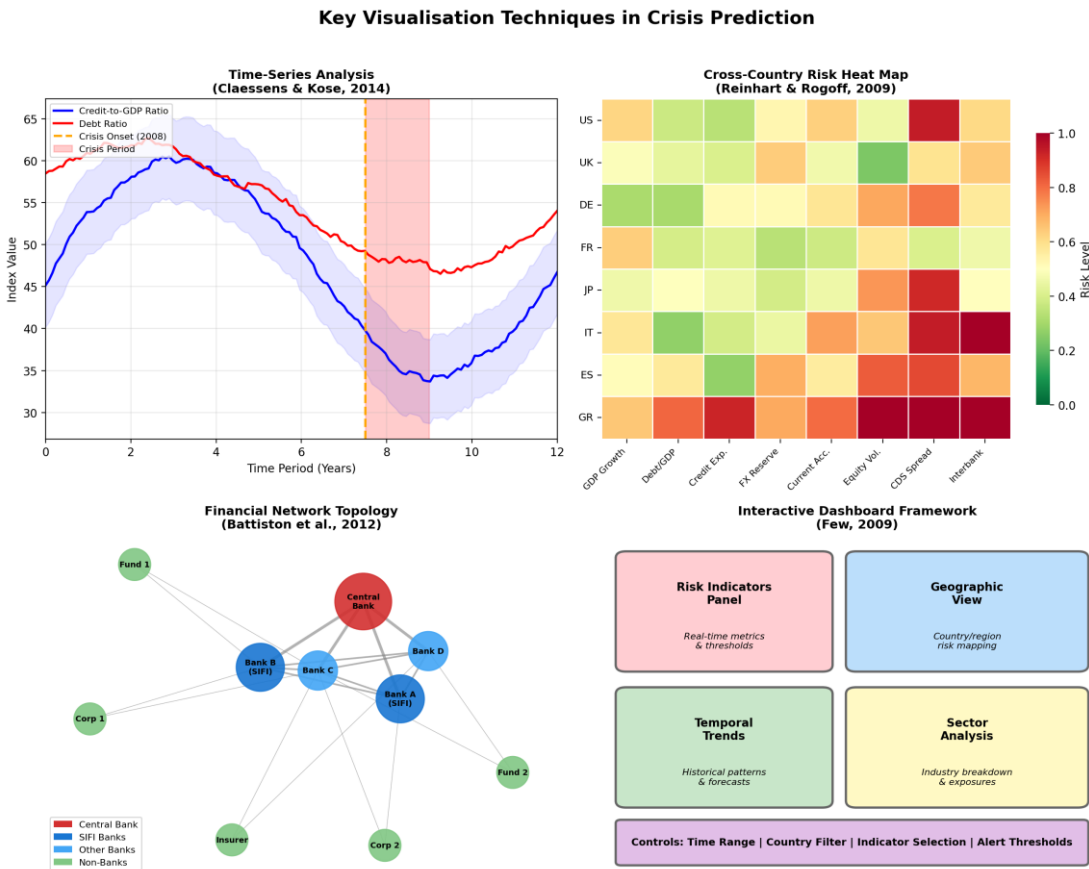 Key Visualisation Techniques in Crisis Prediction
Time-Series Analysis
(Claessens & Kose, 2014)
Credit-to-GDP Ratio
Debt Ratio
Crisis Onset (2008)
Crisis Period
65
60
55
50
45
40
35
30
Index Value
0
2
4
6
8
10
12
Time Period (Years)
Cross-Country Risk Heat Map
(Reinhart & Rogoff, 2009)
US
UK
DE
FR
JP
IT
ES
GR
GDP Growth
Debt/GDP
Credit Exp.
FX Reserve
Current Acc.
Equity Vol.
CDS Spread
Interbank
1.0
0.8
0.6
0.4
0.2
0.0
Risk Level
Financial Network Topology
(Battiston et al., 2012)
Fund 1
Central
Bank
Bank B
(SIFI)
Bank C
Bank D
Bank A
(SIFI)
Corp 1
Fund 2
Insurer
Corp 2
Central Bank
SIFI Banks
Other Banks
Non-Banks
Interactive Dashboard Framework
(Few, 2009)
Risk Indicators
Panel
Real-time metrics
& thresholds
Geographic
View
Country/region
risk mapping
Temporal
Trends
Historical patterns
& forecasts
Sector
Analysis
Industry breakdown
& exposures
Controls: Time Range | Country Filter | Indicator Selection | Alert Thresholds